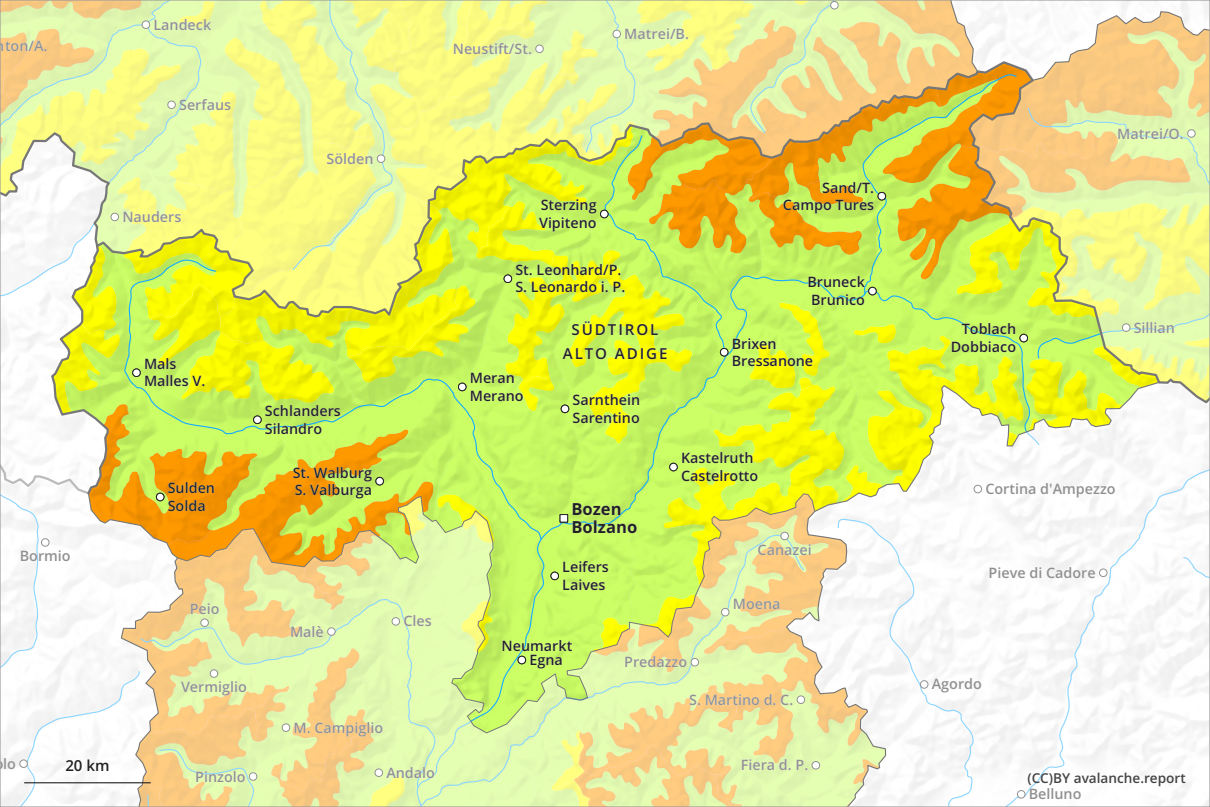 Landeck
nton/A.
Neustift/St.
Matrei/B.
Serfaus
Matrei/O.
Sölden
Nauders
Sand/T.
Campo Tures
Sterzing
Vipiteno
St. Leonhard/P.
S. Leonardo i. P.
Bruneck
Brunico
SÜDTIROL
ALTO ADIGE
Toblach
Dobbiaco
Sillian
Brixen
Bressanone
Mals
Malles V.
Meran
Merano
Sarnthein
Sarentino
Schlanders
Silandro
Kastelruth
Castelrotto
St. Walburg
S. Valburga
Sulden
Solda
Cortina d'Ampezzo
Bozen
Bolzano
Bormio
Canazei
Leifers
Laives
Pieve di Cadore
Peio
Moena
Cles
Malè
Neumarkt
Egna
Predazzo
Vermiglio
Agordo
S. Martino d. C.
M. Campiglio
20 km
olo
Pinzolo
Andalo
Fiera d. P.
(CC)BY avalanche.report
Belluno